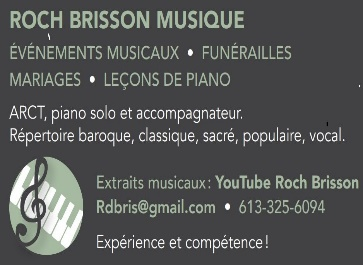 ROCH BRISSON MUSIQUE
ÉVÉNÈMENTS MUSICAUX • FUNÉRAILLES
MARIAGES • LEÇONS DE PIANO
ARCT, piano solo et accompagnateur.
Répertoire baroque, classique, sacré, populaire, vocal.
Extraits musicaux : YouTube Roch Brisson
Rdbris@gmail.com • 613-325-6094
Expérience et compétence !